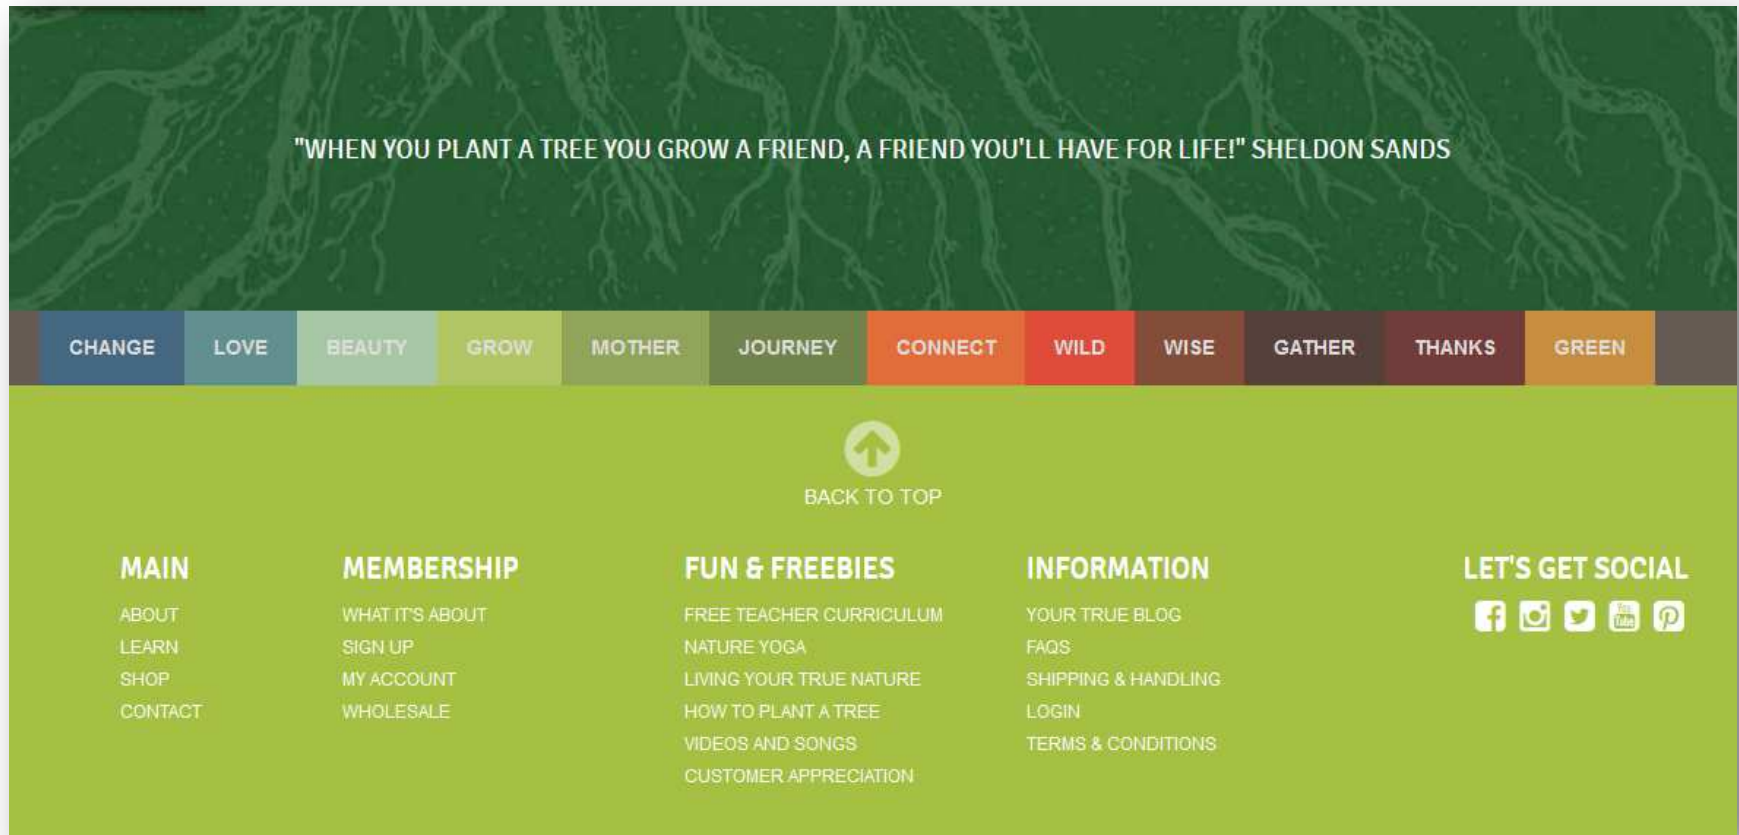 "WHEN YOU PLANT A TREE YOU GROW A FRIEND, A FRIEND YOU'LL HAVE FOR LIFE!" SHELDON SANDS
CHANGE LOVE BEAUTY GROW MOTHER JOURNEY CONNECT WILD WISE GATHER THANKS GREEN
BACK TO TOP
MAIN
ABOUT
LEARN
SHOP
CONTACT
MEMBERSHIP
WHAT IT'S ABOUT
SIGN UP
MY ACCOUNT
WHOLESALE
FUN & FREEBIES
FREE TEACHER CURRICULUM
NATURE YOGA
LIVING YOUR TRUE NATURE
HOW TO PLANT A TREE
VIDEOS AND SONGS
CUSTOMER APPRECIATION
INFORMATION
YOUR TRUE BLOG
FAQS
SHIPPING & HANDLING
LOGIN
TERMS & CONDITIONS
LET'S GET SOCIAL
You Tube